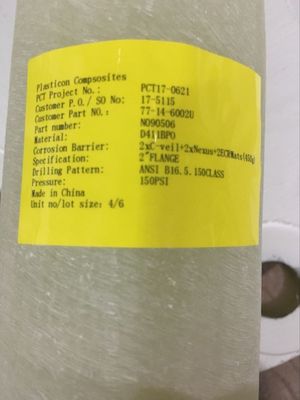 Plasticon Compsosites
PCT Project No.: PCT17-0621
Customer P.O./ SO No: 17-5115
Customer Part NO.: 77-14-6002U
Part number: N090506
Material: D411BPO
Corrosion Barrier: 2xC-veil+2xNexus+2ECRMats(450g)
Specification: 2"FLANGE
Drilling Pattern: ANSI B16.5.150CLASS
Pressure: 150PSI
Made in China
Unit no/lot size: 4/6